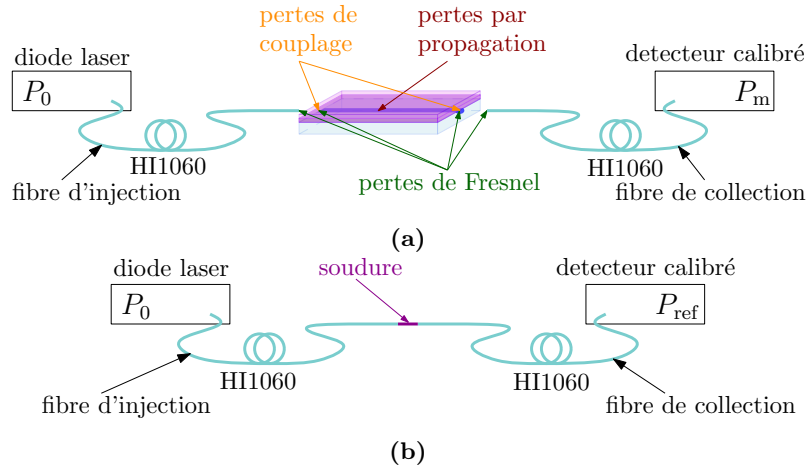 pertes de
couplage
pertes par
propagation
diode laser
detecteur calibré
P₀
Pₘ
HI1060
HI1060
fibre d'injection
pertes de Fresnel
fibre de collection
(a)
diode laser
soudure
detecteur calibré
P₀
P_ref
HI1060
HI1060
fibre d'injection
fibre de collection
(b)